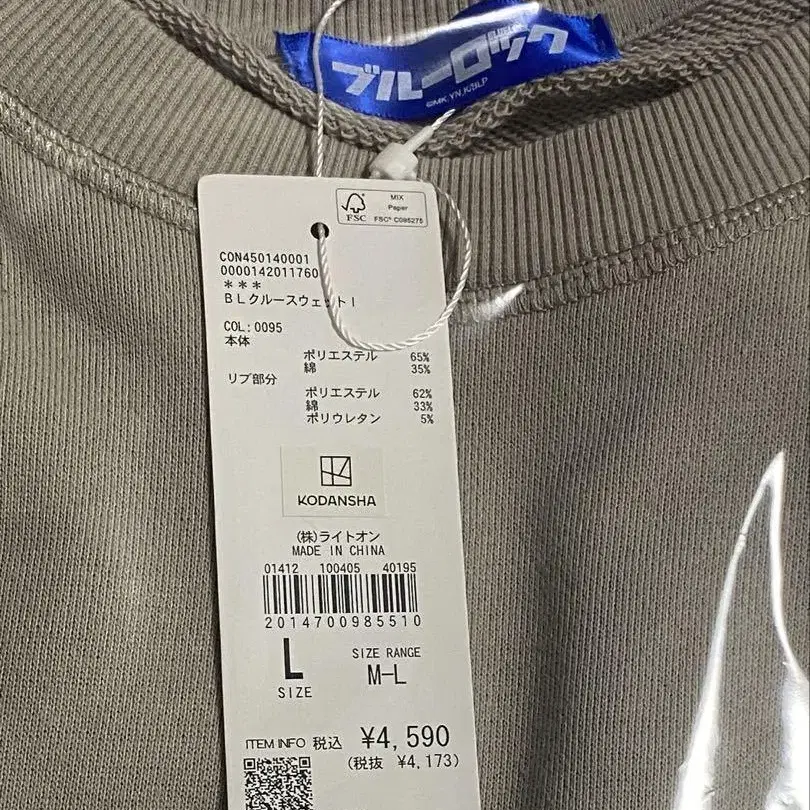 ブルーロック
©MK,YN,K/BLP
MIX
Paper
FSC
FSC® C095275
CON450140001
0000142011760
***
BLクルースウェットI
COL:0095
本体
ポリエステル 65%
綿 35%
リブ部分
ポリエステル 62%
綿 33%
ポリウレタン 5%
KODANSHA
(株)ライトオン
MADE IN CHINA
01412 100405 40195
2014700985510
L
SIZE
SIZE RANGE
M-L
ITEM INFO 税込 ¥4,590
(税抜 ¥4,173)